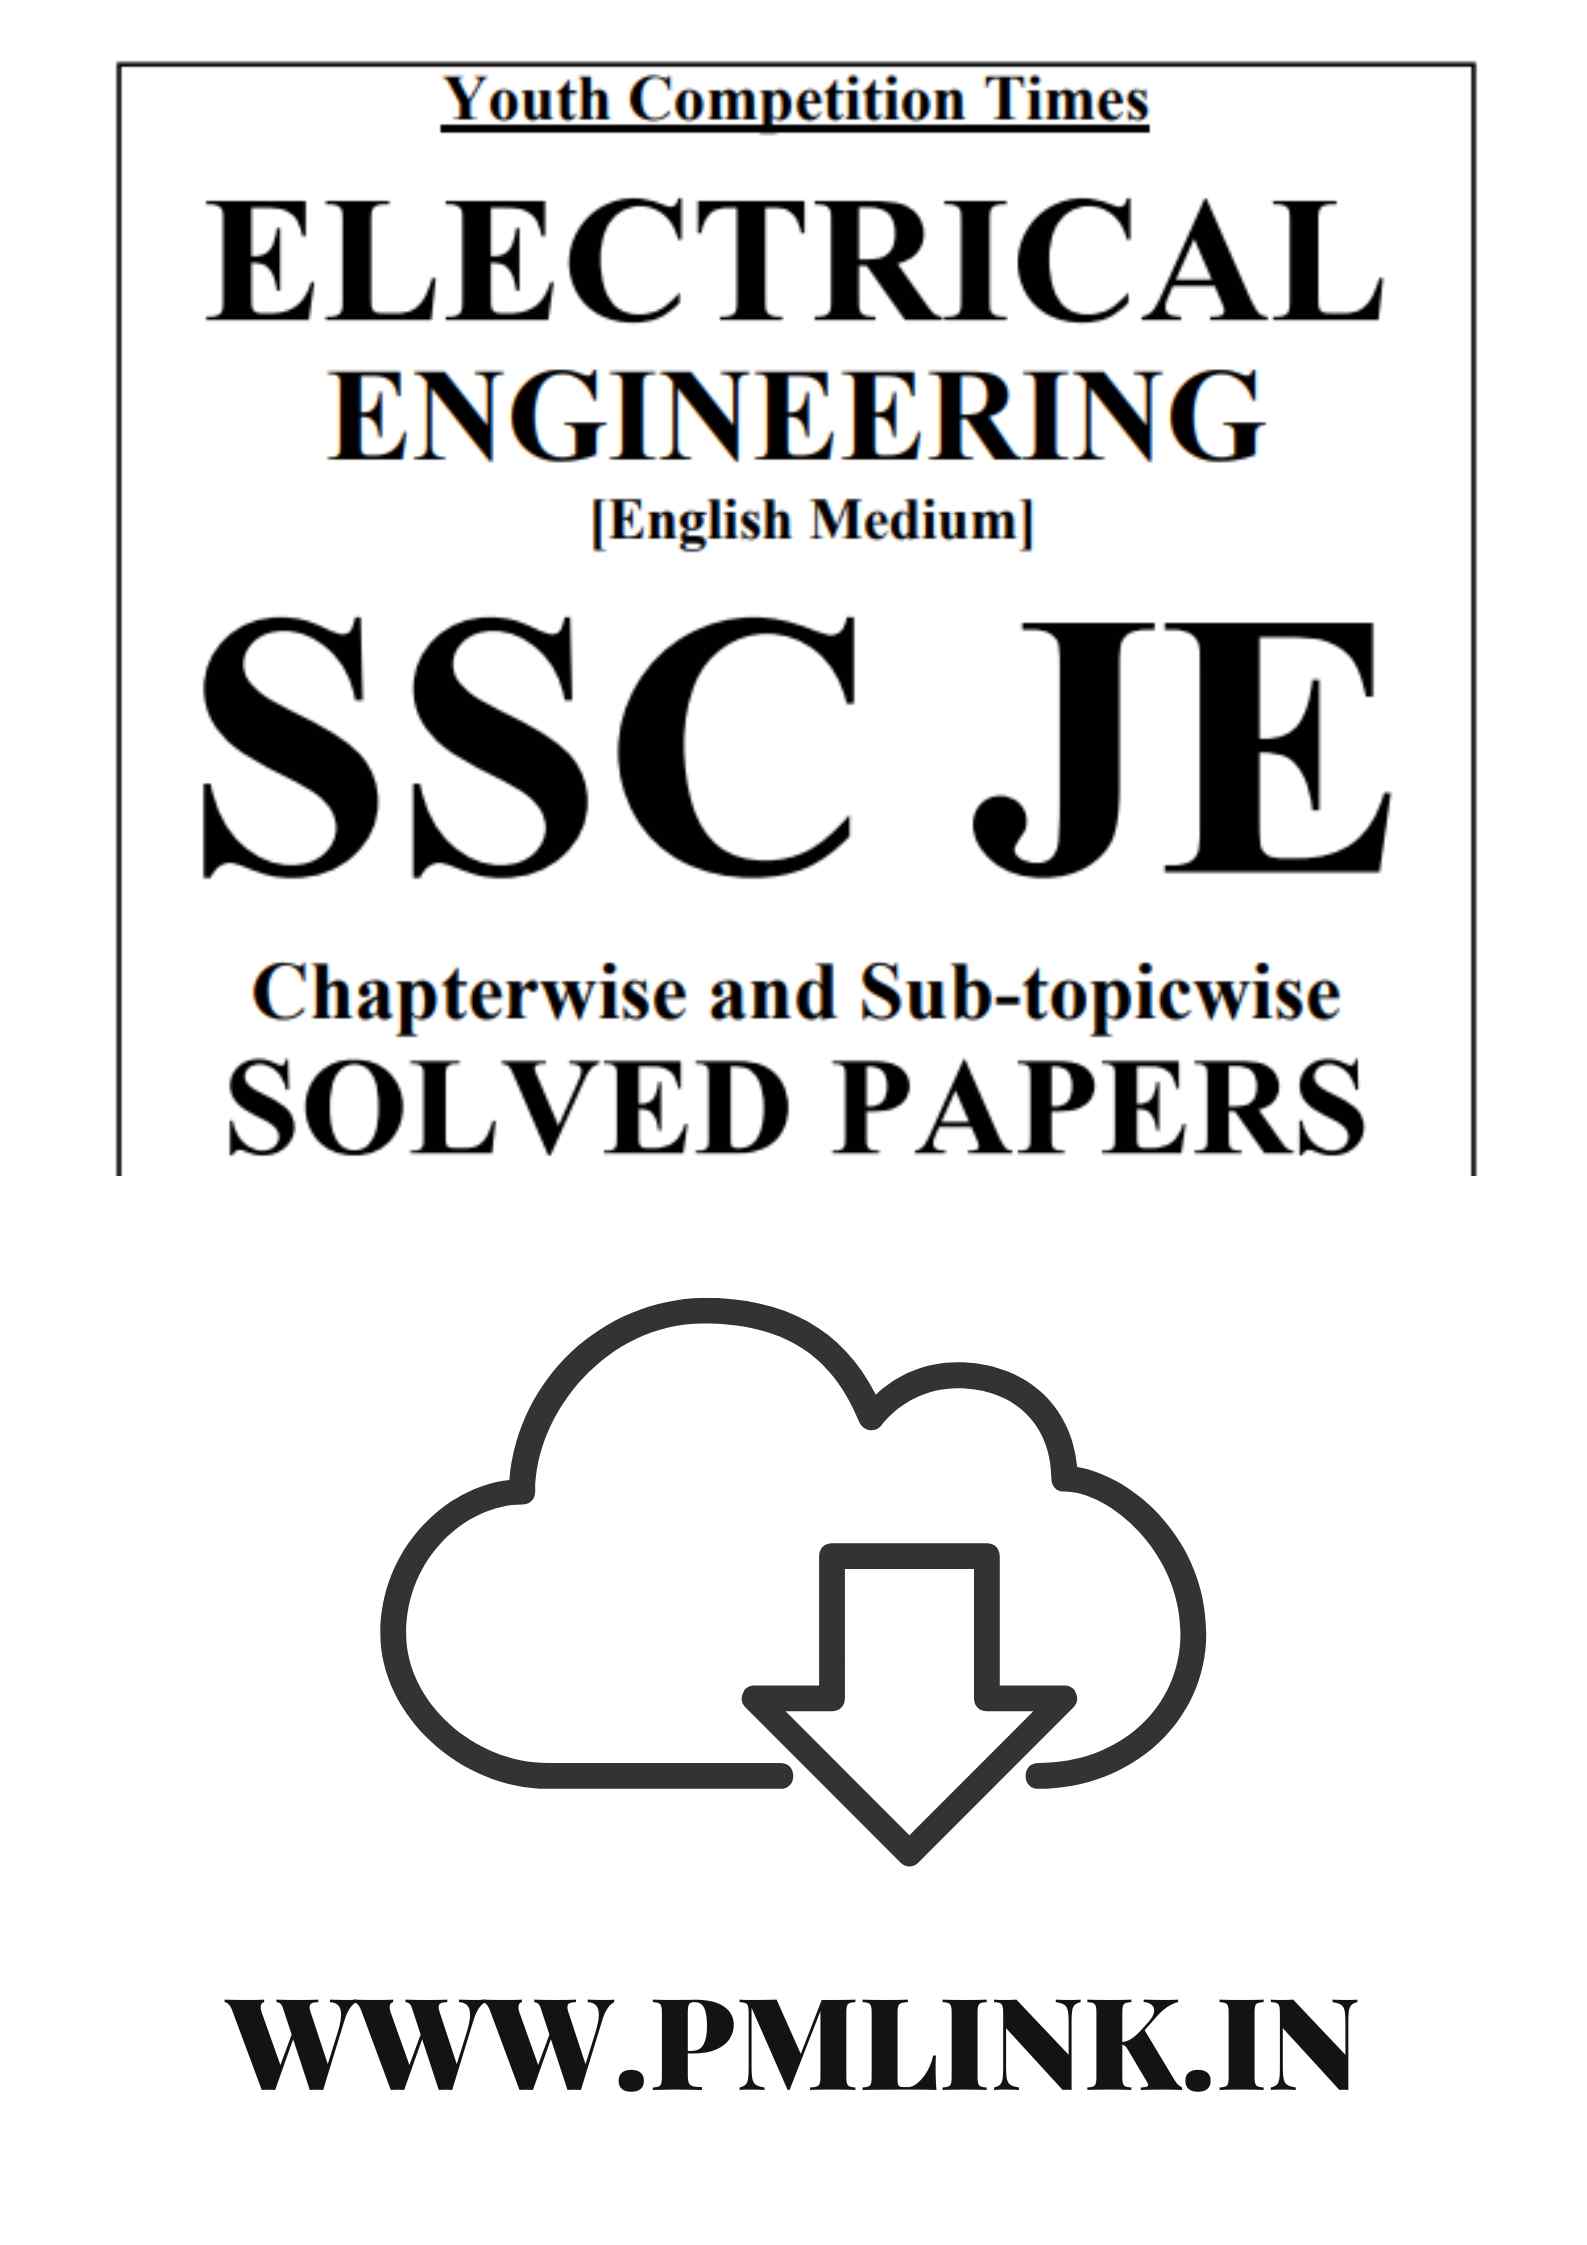 Youth Competition Times
ELECTRICAL
ENGINEERING
[English Medium]
SSC JE
Chapterwise and Sub-topicwise
SOLVED PAPERS
WWW.PMLINK.IN